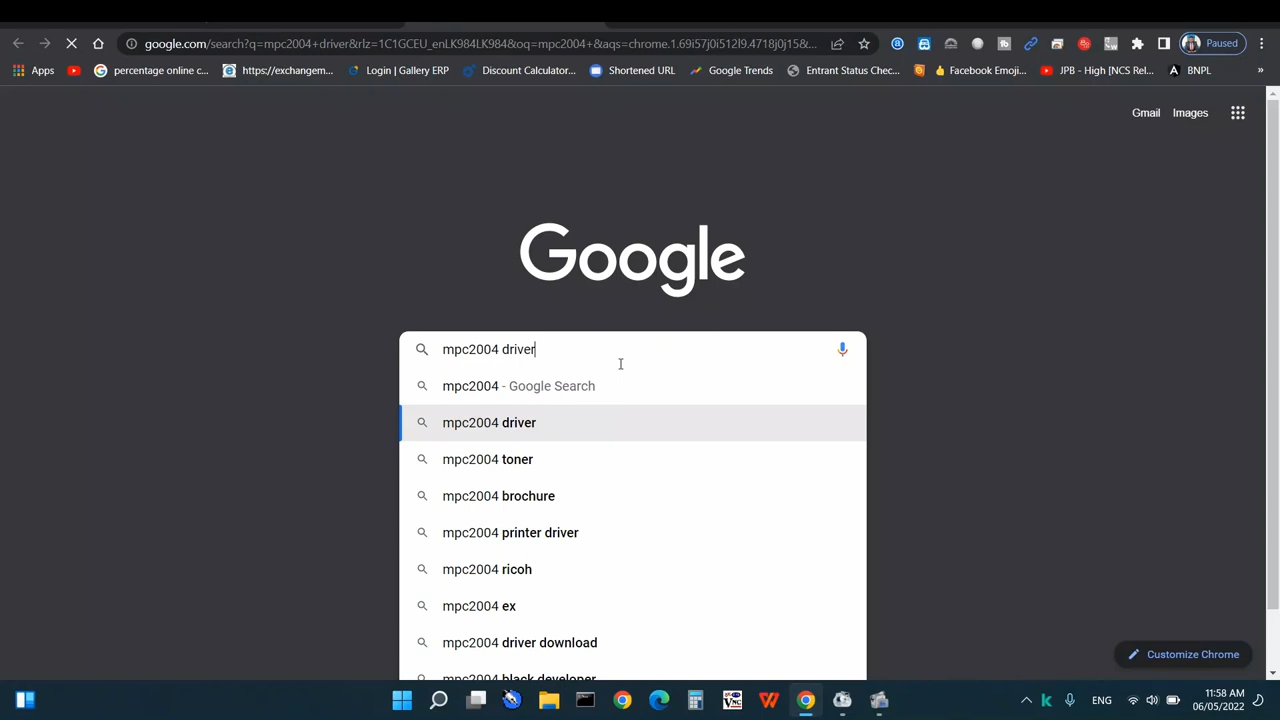 google.com/search?q=mpc2004+driver&rlz=1C1GCEU_enLK984LK984&oq=mpc2004+&aqs=chrome.1.69i57j0i512l9.4718j0j15&...
Paused
Apps
percentage online c...
https://exchangem...
Login | Gallery ERP
Discount Calculator...
Shortened URL
Google Trends
Entrant Status Chec...
👍 Facebook Emoji...
JPB - High [NCS Rel...
A BNPL
»
Gmail Images
Google
mpc2004 driver
mpc2004 - Google Search
mpc2004 driver
mpc2004 toner
mpc2004 brochure
mpc2004 printer driver
mpc2004 ricoh
mpc2004 ex
mpc2004 driver download
mpc2004 black developer
Customize Chrome
ENG
11:58 AM
06/05/2022